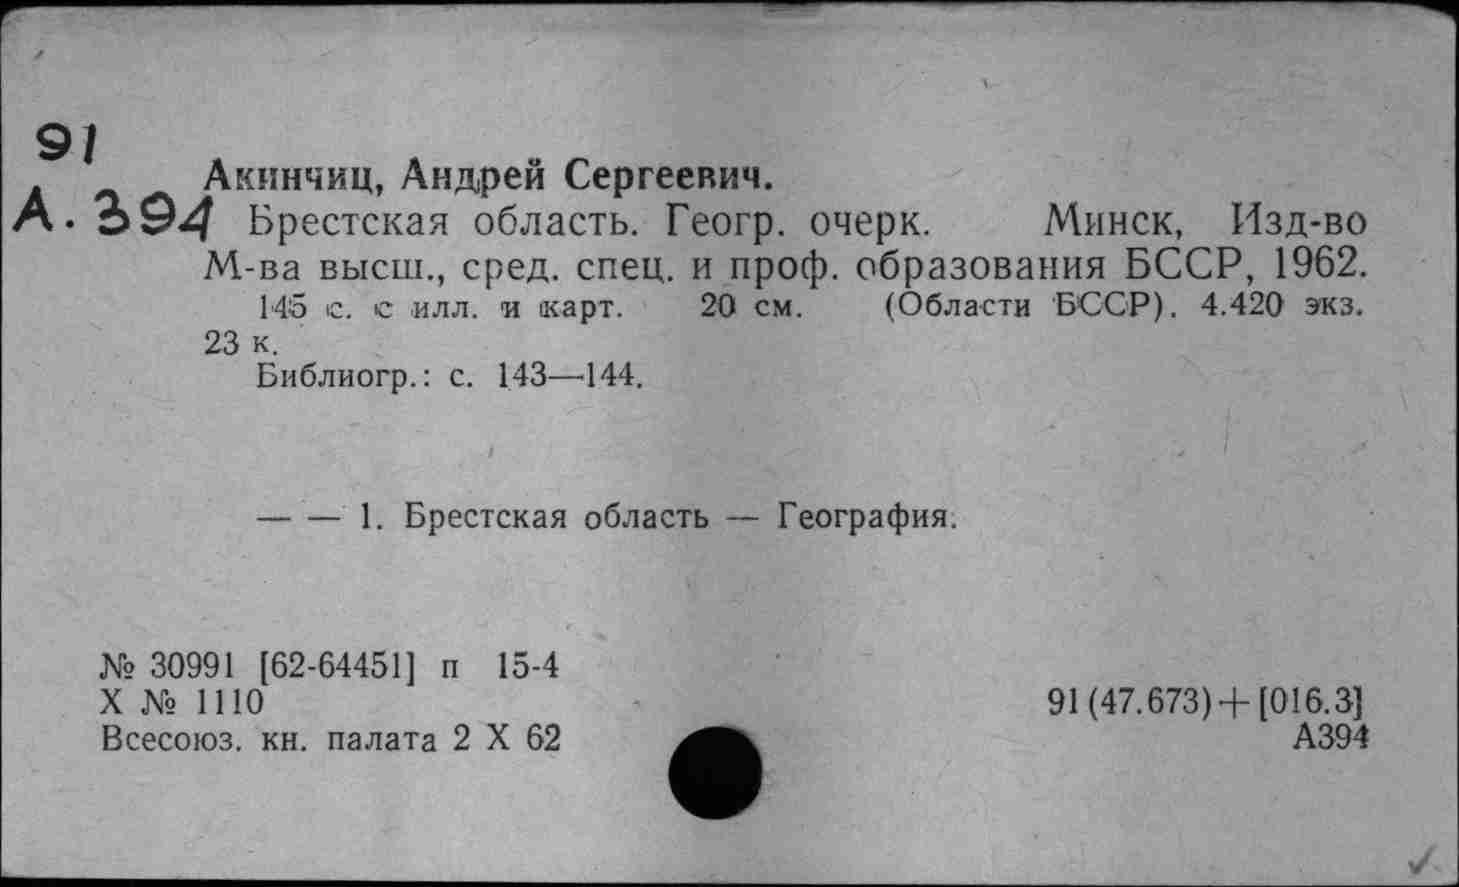 91
Акинчиц, Андрей Сергеевич.
А. 394 Брестская область. Геогр. очерк. Минск, Изд-во
М-ва высш., сред. спец. и проф. образования БССР, 1962.
145 с. с илл. и карт. 20 см. (Области БССР). 4.420 экз.
23 к.
Библиогр.: с. 143—144.
— — 1. Брестская область — География.
№ 30991 [62-64451] п 15-4
X № 1110
91(47.673)+[016.3]
Всесоюз. кн. палата 2 X 62
А394